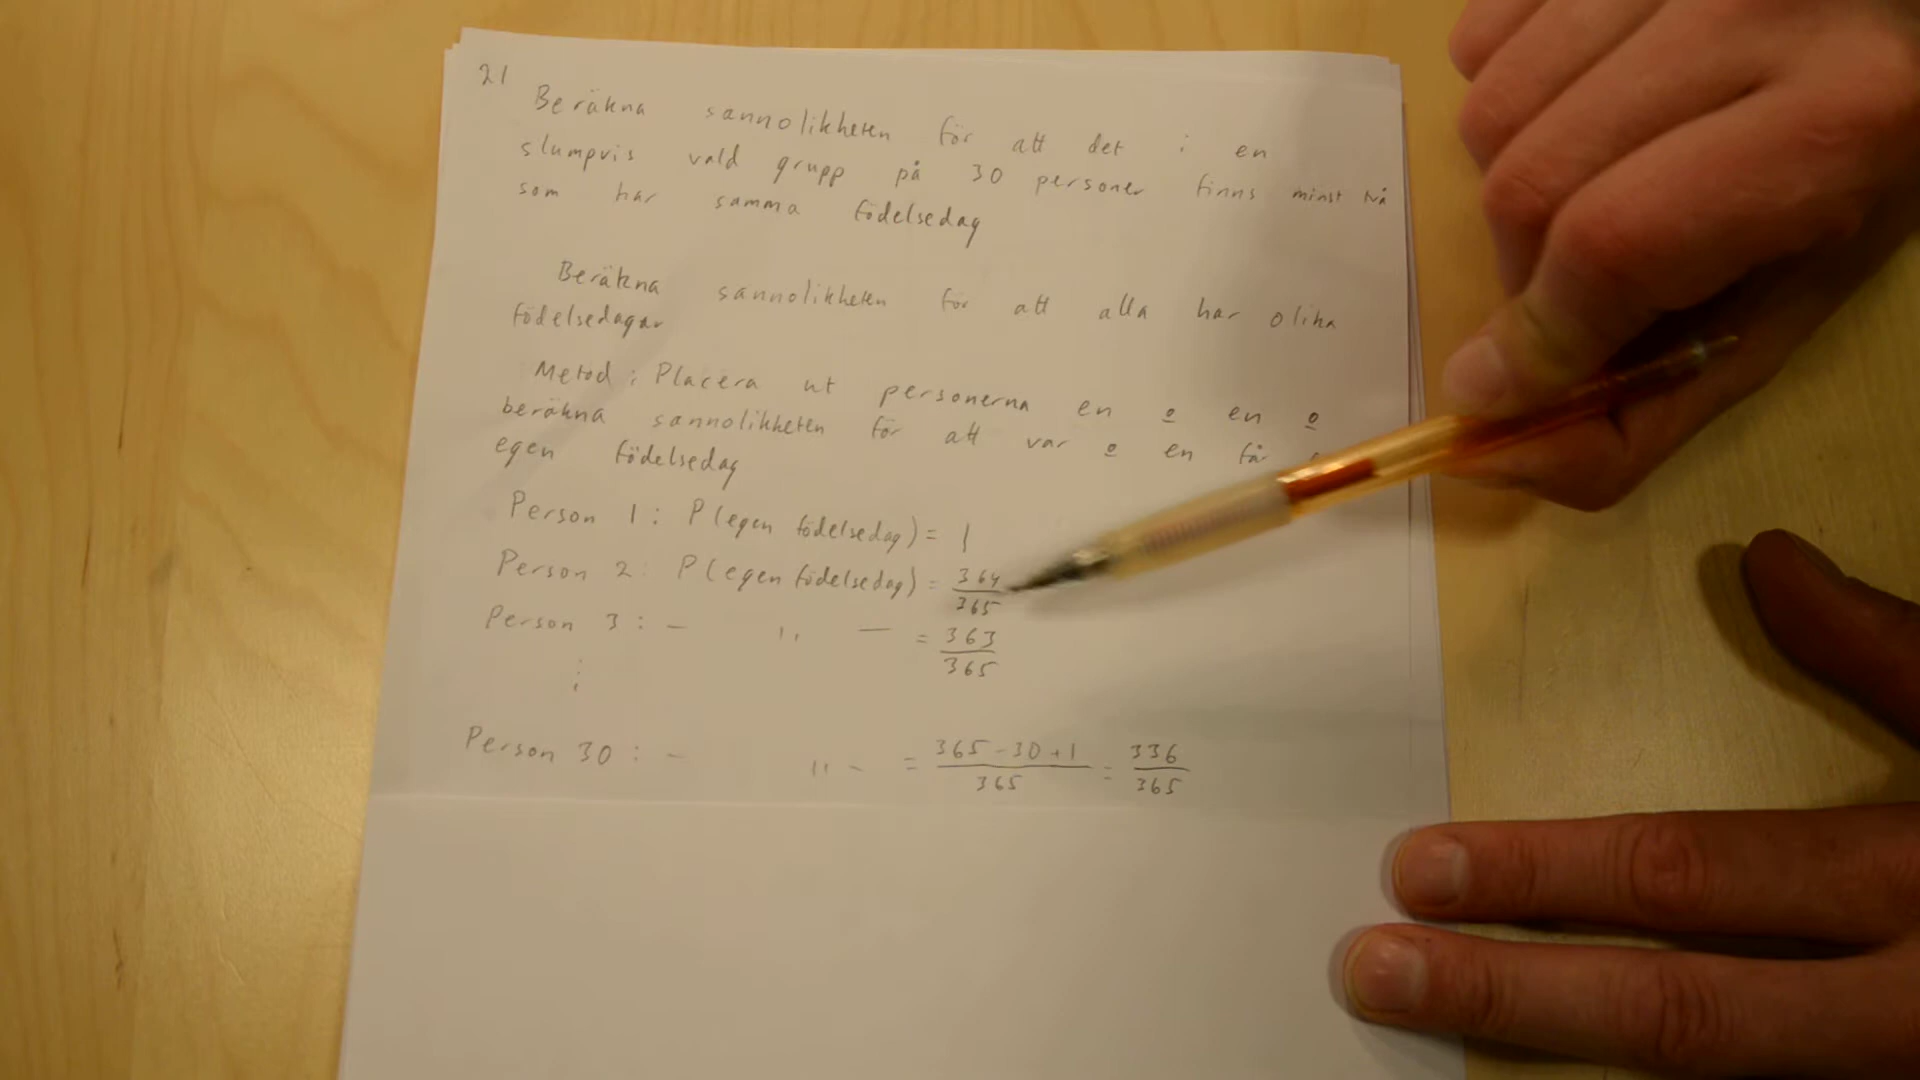 21
Beräkna sannolikheten för att det i en
slumpvis vald grupp på 30 personer finns minst två
som har samma födelsedag
Beräkna sannolikheten för att alla har olika
födelsedagar
Metod: Placera ut personerna en o en o
beräkna sannolikheten för att var o en får
egen födelsedag
Person 1: P(egen födelsedag) = 1
Person 2: P(egen födelsedag) = 364/365
Person 3: — ,, — = 363/365
⋮
Person 30: — ,, — = 365-30+1/365 = 336/365